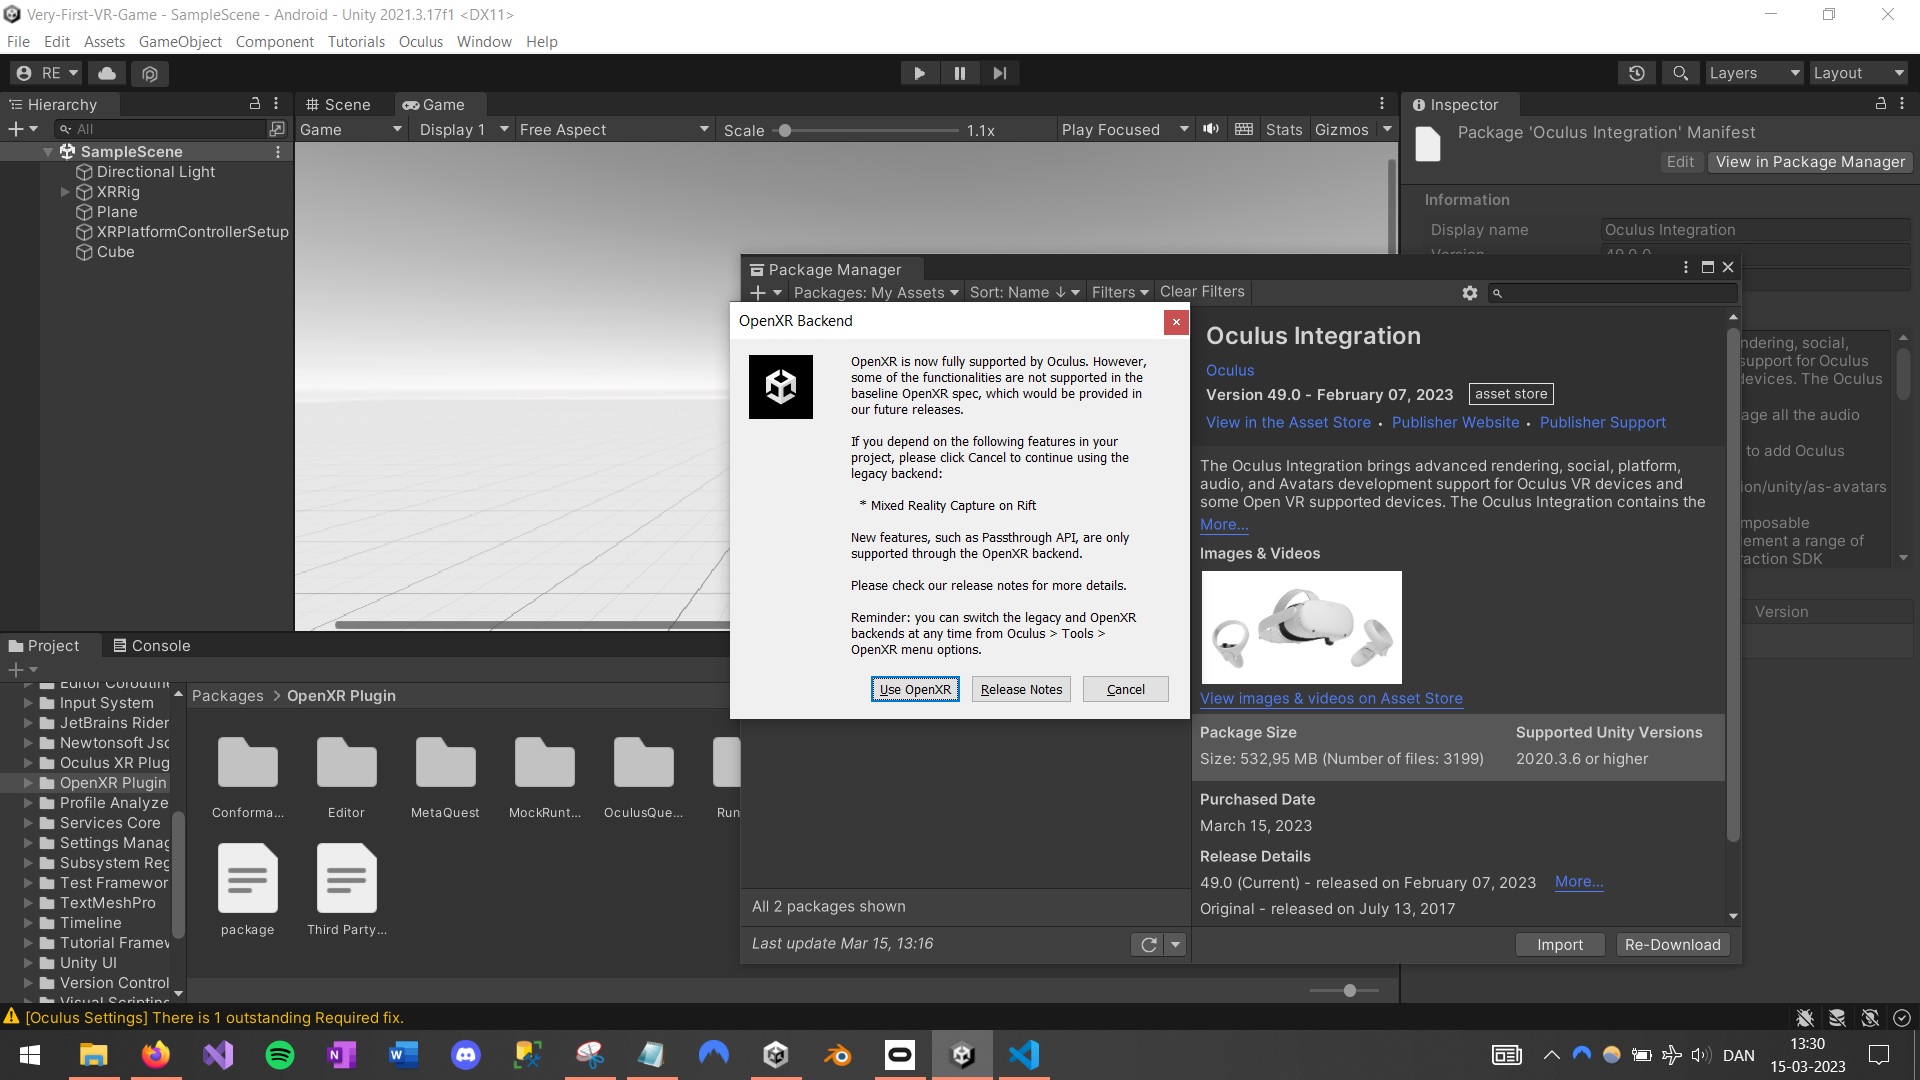 Very-First-VR-Game - SampleScene - Android - Unity 2021.3.17f1 <DX11>
File Edit Assets GameObject Component Tutorials Oculus Window Help
RE
Layers
Layout
Hierarchy
All
SampleScene
Directional Light
XRRig
Plane
XRPlatformControllerSetup
Cube
Scene
Game
Game
Display 1
Free Aspect
Scale
1.1x
Play Focused
Stats
Gizmos
Inspector
Package 'Oculus Integration' Manifest
Edit
View in Package Manager
Information
Display name
Oculus Integration
Version
49.0.0
ndering, social,
support for Oculus
devices. The Oculus
age all the audio
to add Oculus
ion/unity/as-avatars
mposable
ement a range of
raction SDK
Version
Package Manager
Packages: My Assets
Sort: Name ↓
Filters
Clear Filters
OpenXR Backend
OpenXR is now fully supported by Oculus. However,
some of the functionalities are not supported in the
baseline OpenXR spec, which would be provided in
our future releases.
If you depend on the following features in your
project, please click Cancel to continue using the
legacy backend:
* Mixed Reality Capture on Rift
New features, such as Passthrough API, are only
supported through the OpenXR backend.
Please check our release notes for more details.
Reminder: you can switch the legacy and OpenXR
backends at any time from Oculus > Tools >
OpenXR menu options.
Use OpenXR
Release Notes
Cancel
Oculus Integration
Oculus
Version 49.0 - February 07, 2023
asset store
View in the Asset Store • Publisher Website • Publisher Support
The Oculus Integration brings advanced rendering, social, platform,
audio, and Avatars development support for Oculus VR devices and
some Open VR supported devices. The Oculus Integration contains the
More...
Images & Videos
View images & videos on Asset Store
Package Size
Size: 532,95 MB (Number of files: 3199)
Supported Unity Versions
2020.3.6 or higher
Purchased Date
March 15, 2023
Release Details
49.0 (Current) - released on February 07, 2023
More...
Original - released on July 13, 2017
Import
Re-Download
All 2 packages shown
Last update Mar 15, 13:16
Project
Console
Editor Coroutin
Input System
JetBrains Rider
Newtonsoft Jsc
Oculus XR Plug
OpenXR Plugin
Profile Analyze
Services Core
Settings Manag
Subsystem Reg
Test Framewor
TextMeshPro
Timeline
Tutorial Framew
Unity UI
Version Control
Visual Scripting
Packages > OpenXR Plugin
Conforma...
Editor
MetaQuest
MockRunt...
OculusQue...
Run
package
Third Party...
[Oculus Settings] There is 1 outstanding Required fix.
DAN
13:30
15-03-2023